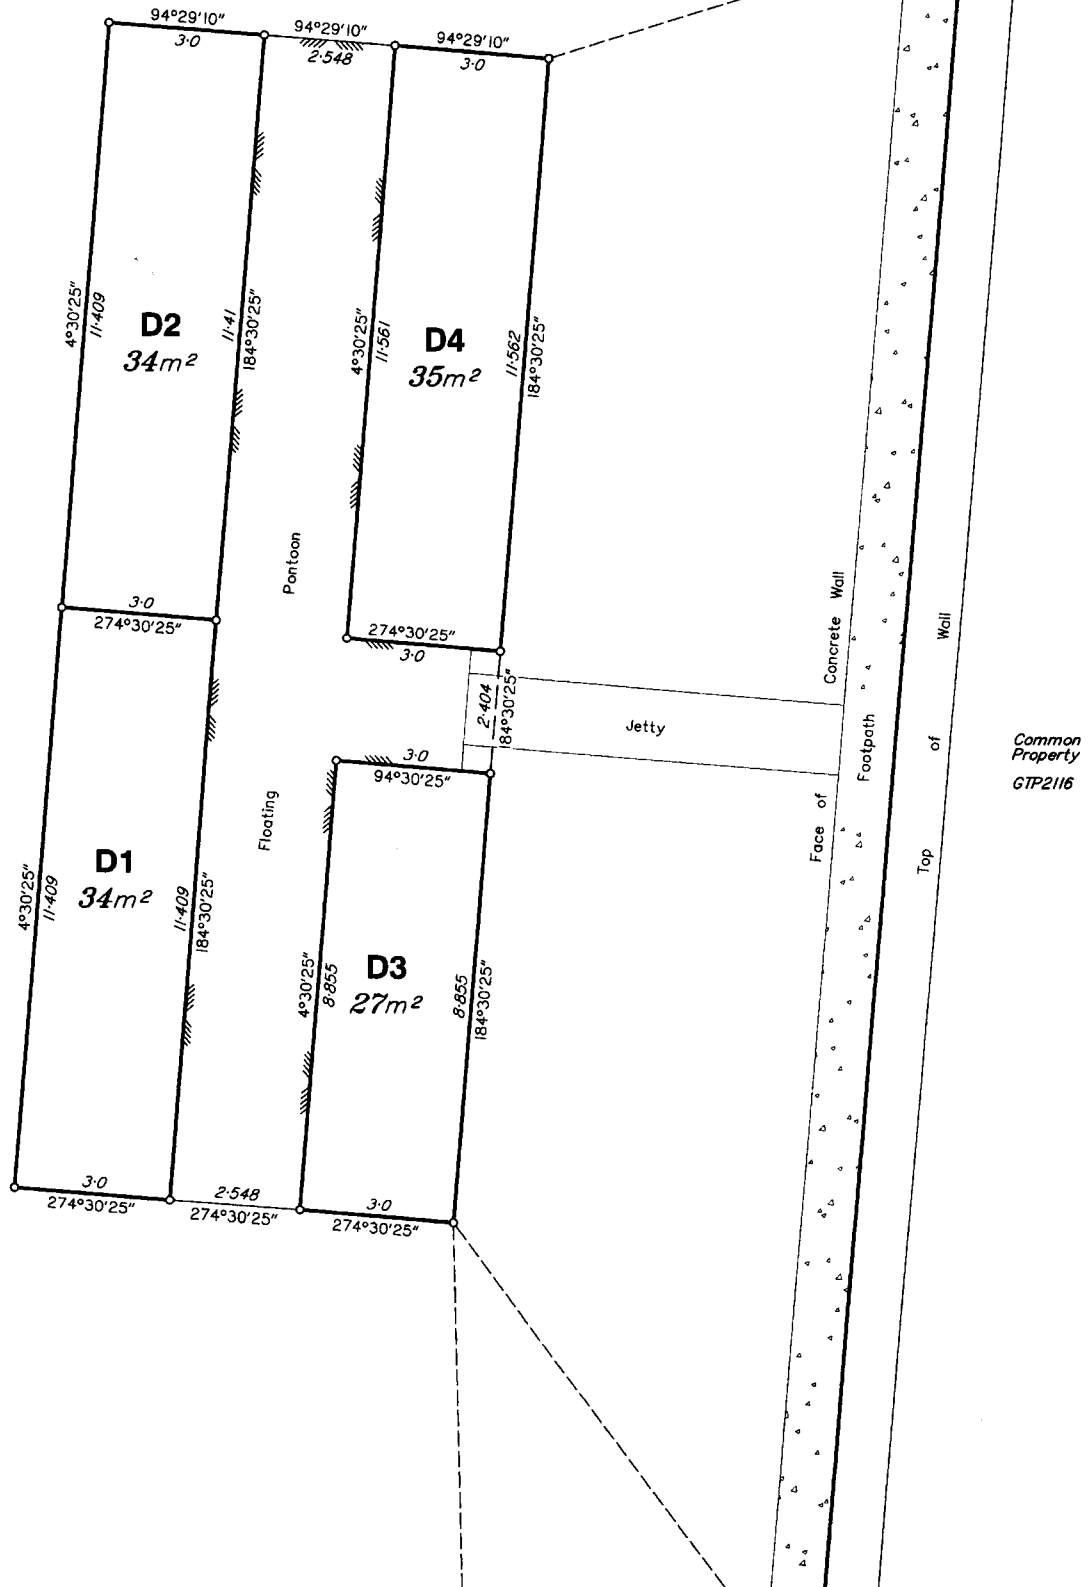 94°29'10"
3·0
94°29'10"
2·548
94°29'10"
3·0
4°30'25"
11·409
D2
34m²
11·41
184°30'25"
4°30'25"
11·561
D4
35m²
11·562
184°30'25"
Pontoon
3·0
274°30'25"
274°30'25"
3·0
2·404
184°30'25"
Jetty
Concrete Wall
Face of
Footpath
Wall
of
Top
Common
Property
GTP2116
3·0
94°30'25"
Floating
4°30'25"
11·409
D1
34m²
11·409
184°30'25"
4°30'25"
8·855
D3
27m²
8·855
184°30'25"
3·0
274°30'25"
2·548
274°30'25"
3·0
274°30'25"